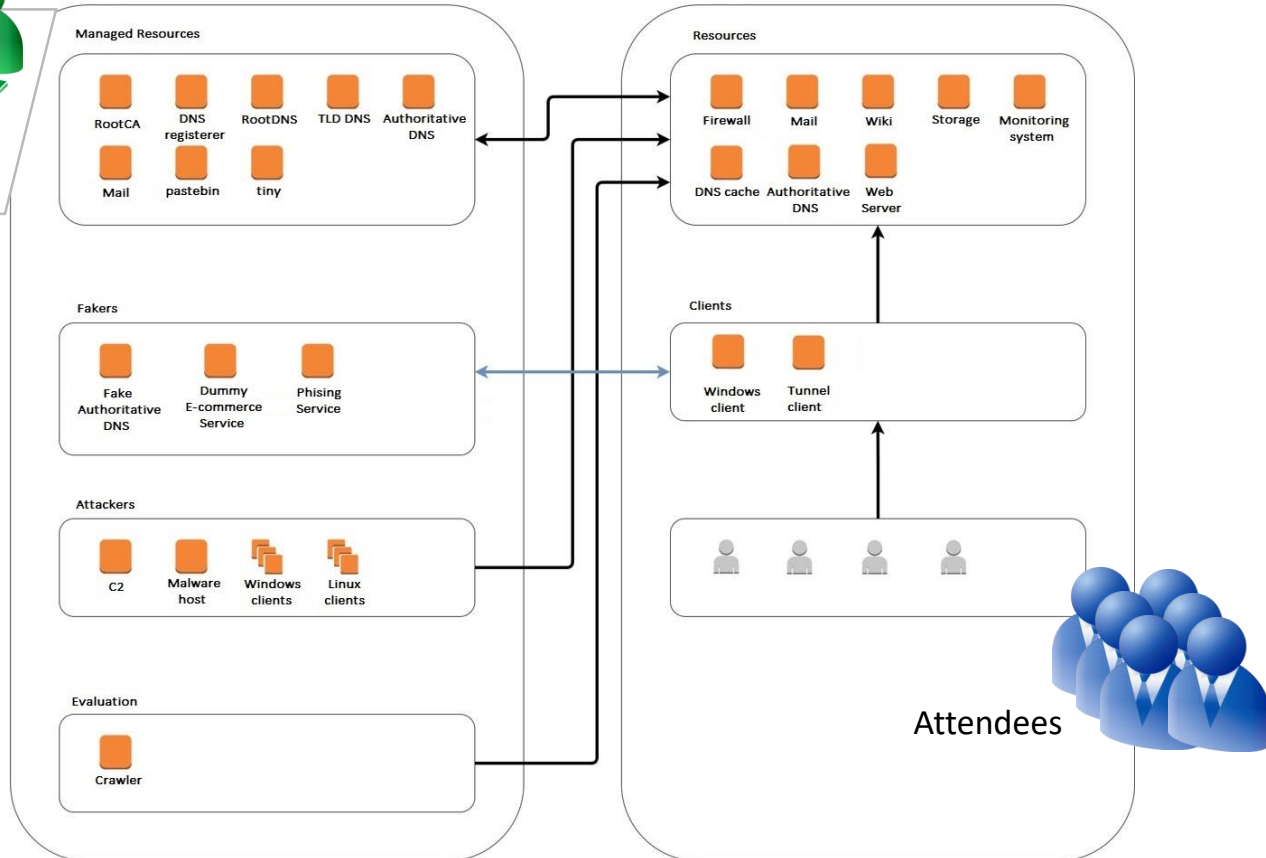 Managed Resources
RootCA
DNS
registerer
RootDNS
TLD DNS
Authoritative
DNS
Mail
pastebin
tiny
Fakers
Fake
Authoritative
DNS
Dummy
E-commerce
Service
Phising
Service
Attackers
C2
Malware
host
Windows
clients
Linux
clients
Evaluation
Crawler
Resources
Firewall
Mail
Wiki
Storage
Monitoring
system
DNS cache
Authoritative
DNS
Web
Server
Clients
Windows
client
Tunnel
client
Attendees